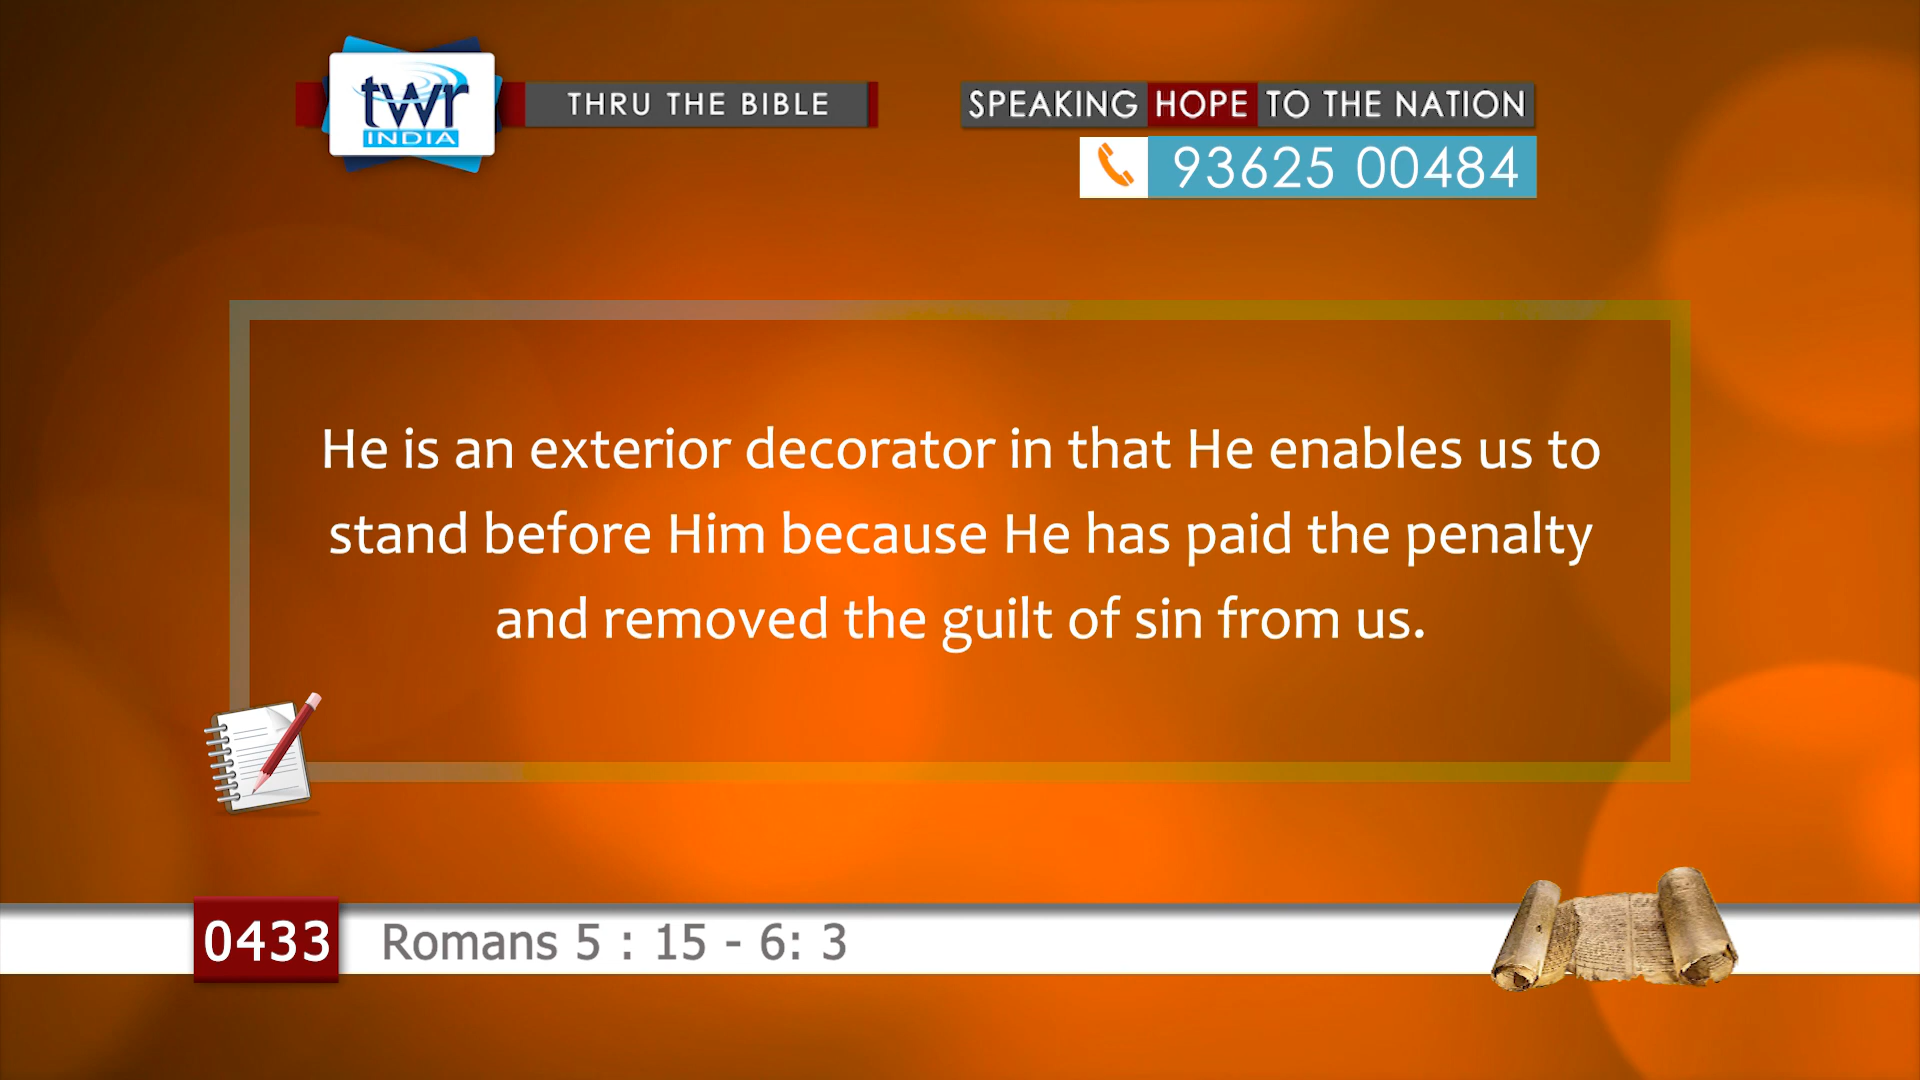 twr
INDIA
THRU THE BIBLE
SPEAKING HOPE TO THE NATION
93625 00484
He is an exterior decorator in that He enables us to
stand before Him because He has paid the penalty
and removed the guilt of sin from us.
0433
Romans 5 : 15 - 6: 3